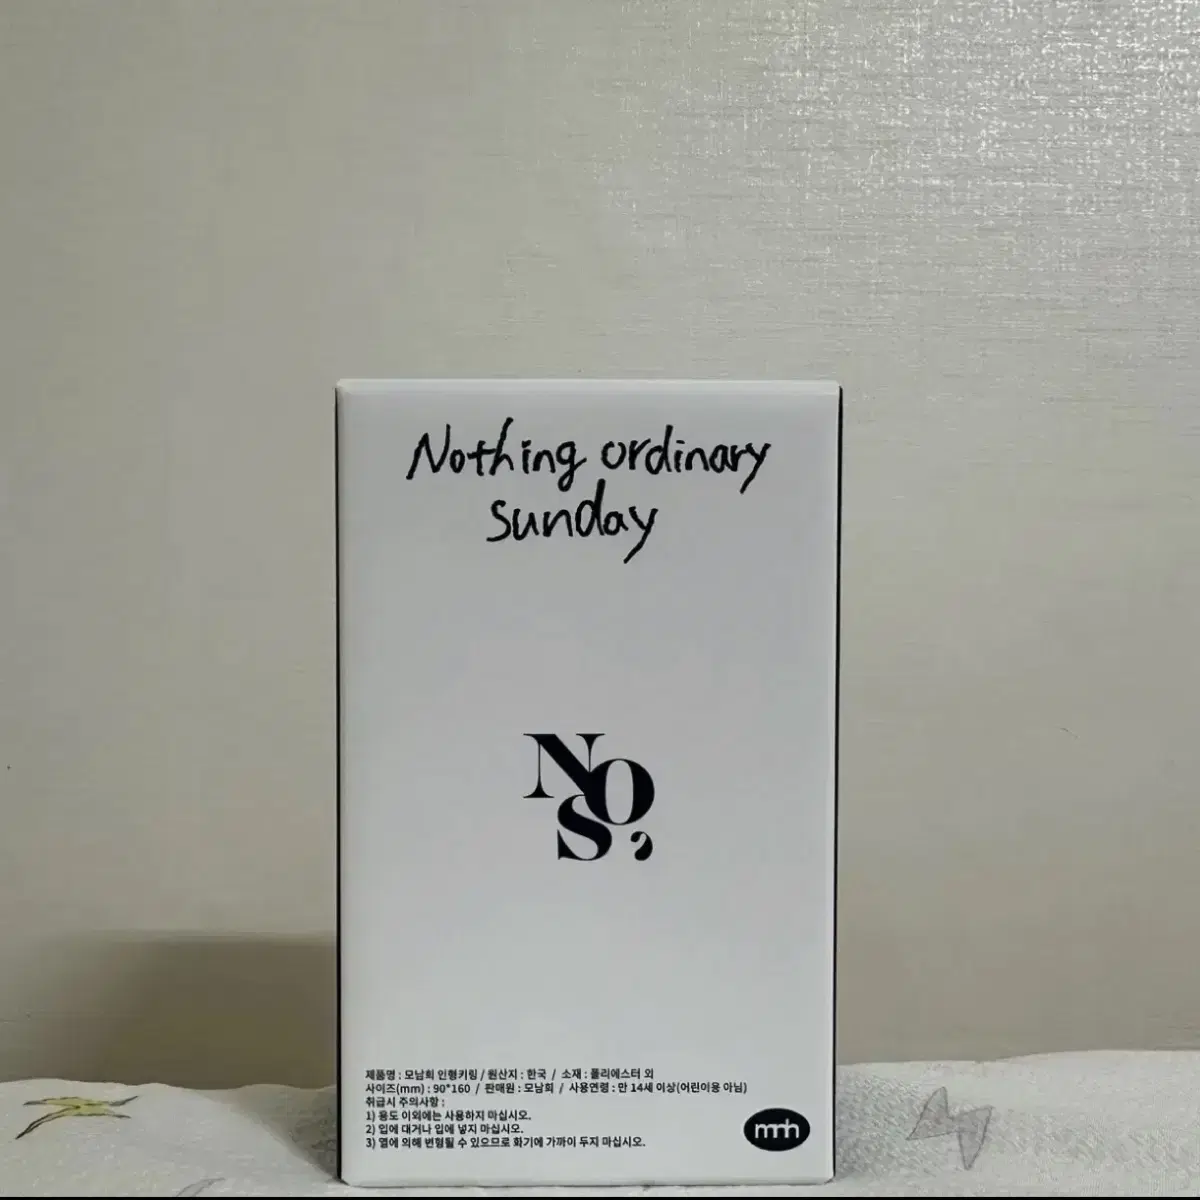 Nothing ordinary
sunday
NO
S,
제품명 : 모남희 인형키링 / 원산지 : 한국 / 소재 : 폴리에스터 외
사이즈(mm) : 90*160 / 판매원 : 모남희 / 사용연령 : 만 14세 이상(어린이용 아님)
취급시 주의사항 :
1) 용도 이외에는 사용하지 마십시오.
2) 입에 대거나 입에 넣지 마십시오.
3) 열에 의해 변형될 수 있으므로 화기에 가까이 두지 마십시오.
mnh